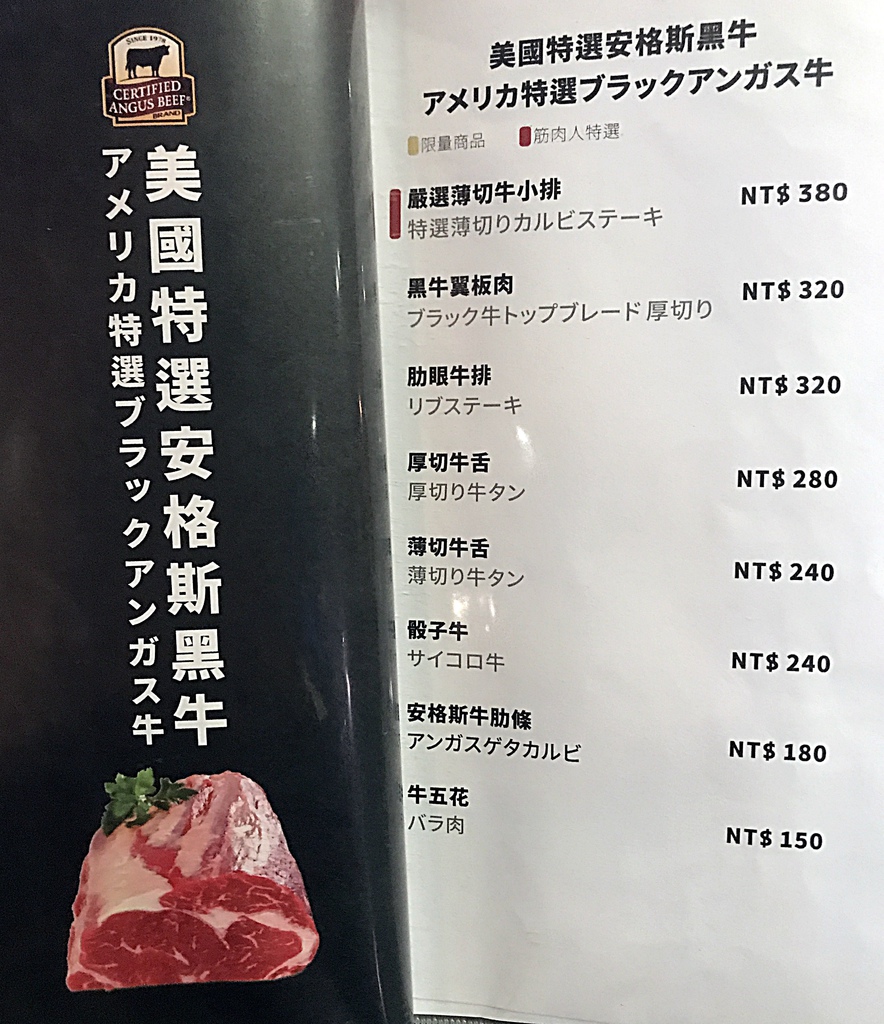 SINCE 1978
CERTIFIED
ANGUS BEEF®
BRAND
美國特選安格斯黑牛
アメリカ特選ブラックアンガス牛
美國特選安格斯黑牛
アメリカ特選ブラックアンガス牛
限量商品 筋肉人特選
嚴選薄切牛小排 NT$ 380
特選薄切りカルビステーキ
黑牛翼板肉 NT$ 320
ブラック牛トップブレード 厚切り
肋眼牛排 NT$ 320
リブステーキ
厚切牛舌 NT$ 280
厚切り牛タン
薄切牛舌 NT$ 240
薄切り牛タン
骰子牛 NT$ 240
サイコロ牛
安格斯牛肋條 NT$ 180
アンガスゲタカルビ
牛五花 NT$ 150
バラ肉